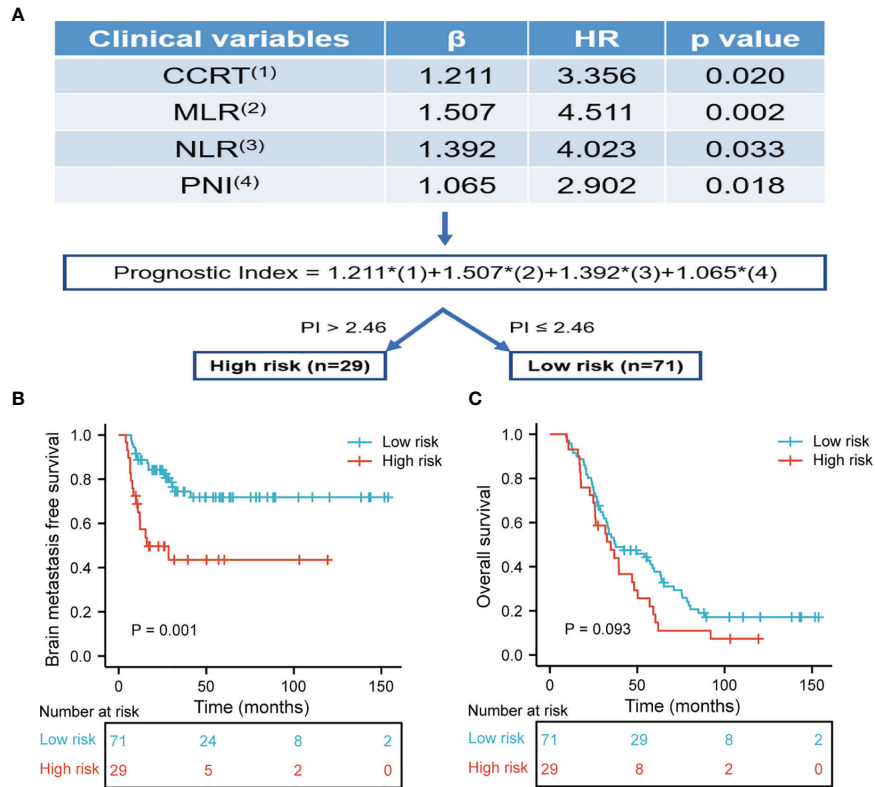 A
Clinical variables β HR p value
CCRT(1) 1.211 3.356 0.020
MLR(2) 1.507 4.511 0.002
NLR(3) 1.392 4.023 0.033
PNI(4) 1.065 2.902 0.018
Prognostic Index = 1.211*(1)+1.507*(2)+1.392*(3)+1.065*(4)
PI > 2.46 PI ≤ 2.46
High risk (n=29) Low risk (n=71)
B
Brain metastasis free survival
1.0
0.8
0.6
0.4
0.2
0.0
Low risk
High risk
P = 0.001
0 50 100 150
Time (months)
Number at risk
Low risk 71 24 8 2
High risk 29 5 2 0
C
Overall survival
1.0
0.8
0.6
0.4
0.2
0.0
Low risk
High risk
P = 0.093
0 50 100 150
Time (months)
Number at risk
Low risk 71 29 8 2
High risk 29 8 2 0